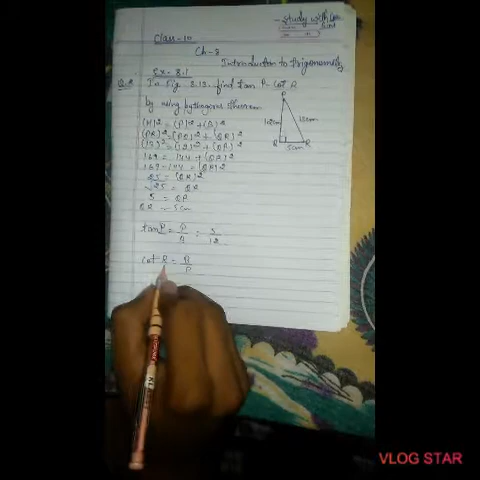 - Study with
Class-10
Ch-8
Introduction to Trigonometry
Ex-8.1
Q.2 In Fig. 8.13, find tan P - Cot R
by using pythagoras theorem
P
12cm
13cm
Q
R
5cm
(H)² = (P)² + (B)²
(PR)² = (PQ)² + (QR)²
(13)² = (12)² + (QR)²
169 = 144 + (QR)²
169-144 = (QR)²
25 = (QR)²
√25 = QR
5 = QR
QR = 5cm
tan P = P/B = 5/12
Cot R = B/P
VLOG STAR